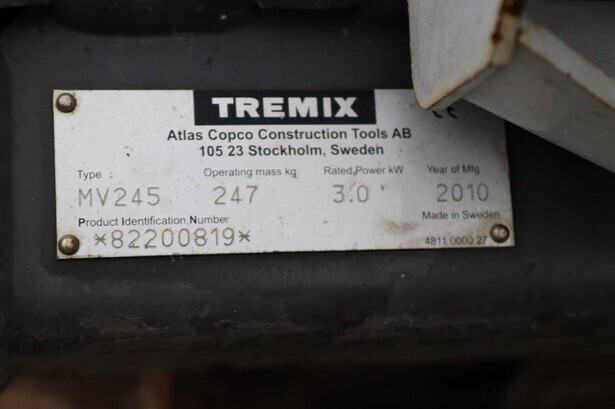 TREMIX
CE
Atlas Copco Construction Tools AB
105 23 Stockholm, Sweden
Type Operating mass kg Rated Power kW Year of Mfg
MV245 247 3.0 2010
Product Identification Number Made in Sweden
*82200819* 4811 0000 27